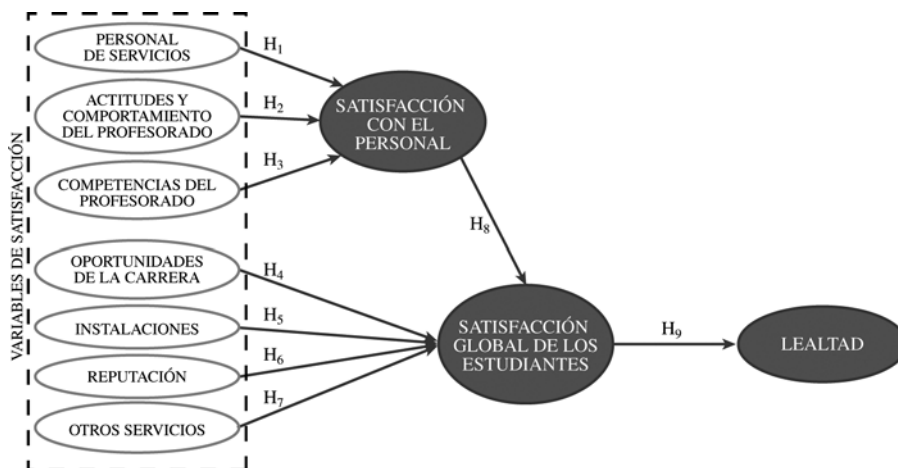 VARIABLES DE SATISFACCIÓN
PERSONAL
DE SERVICIOS
H1
ACTITUDES Y
COMPORTAMIENTO
DEL PROFESORADO
H2
COMPETENCIAS DEL
PROFESORADO
H3
SATISFACCIÓN
CON EL
PERSONAL
H8
OPORTUNIDADES
DE LA CARRERA
H4
INSTALACIONES
H5
REPUTACIÓN
H6
OTROS SERVICIOS
H7
SATISFACCIÓN
GLOBAL DE LOS
ESTUDIANTES
H9
LEALTAD